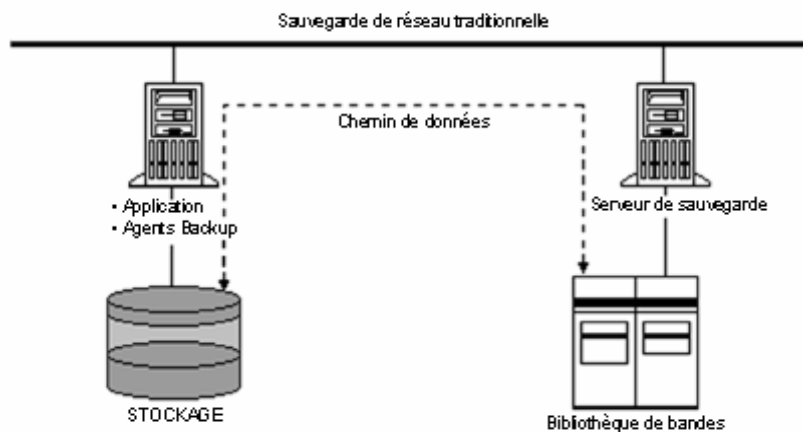 Sauvegarde de réseau traditionnelle
Chemin de données
• Application
• Agents Backup
Serveur de sauvegarde
STOCKAGE
Bibliothèque de bandes